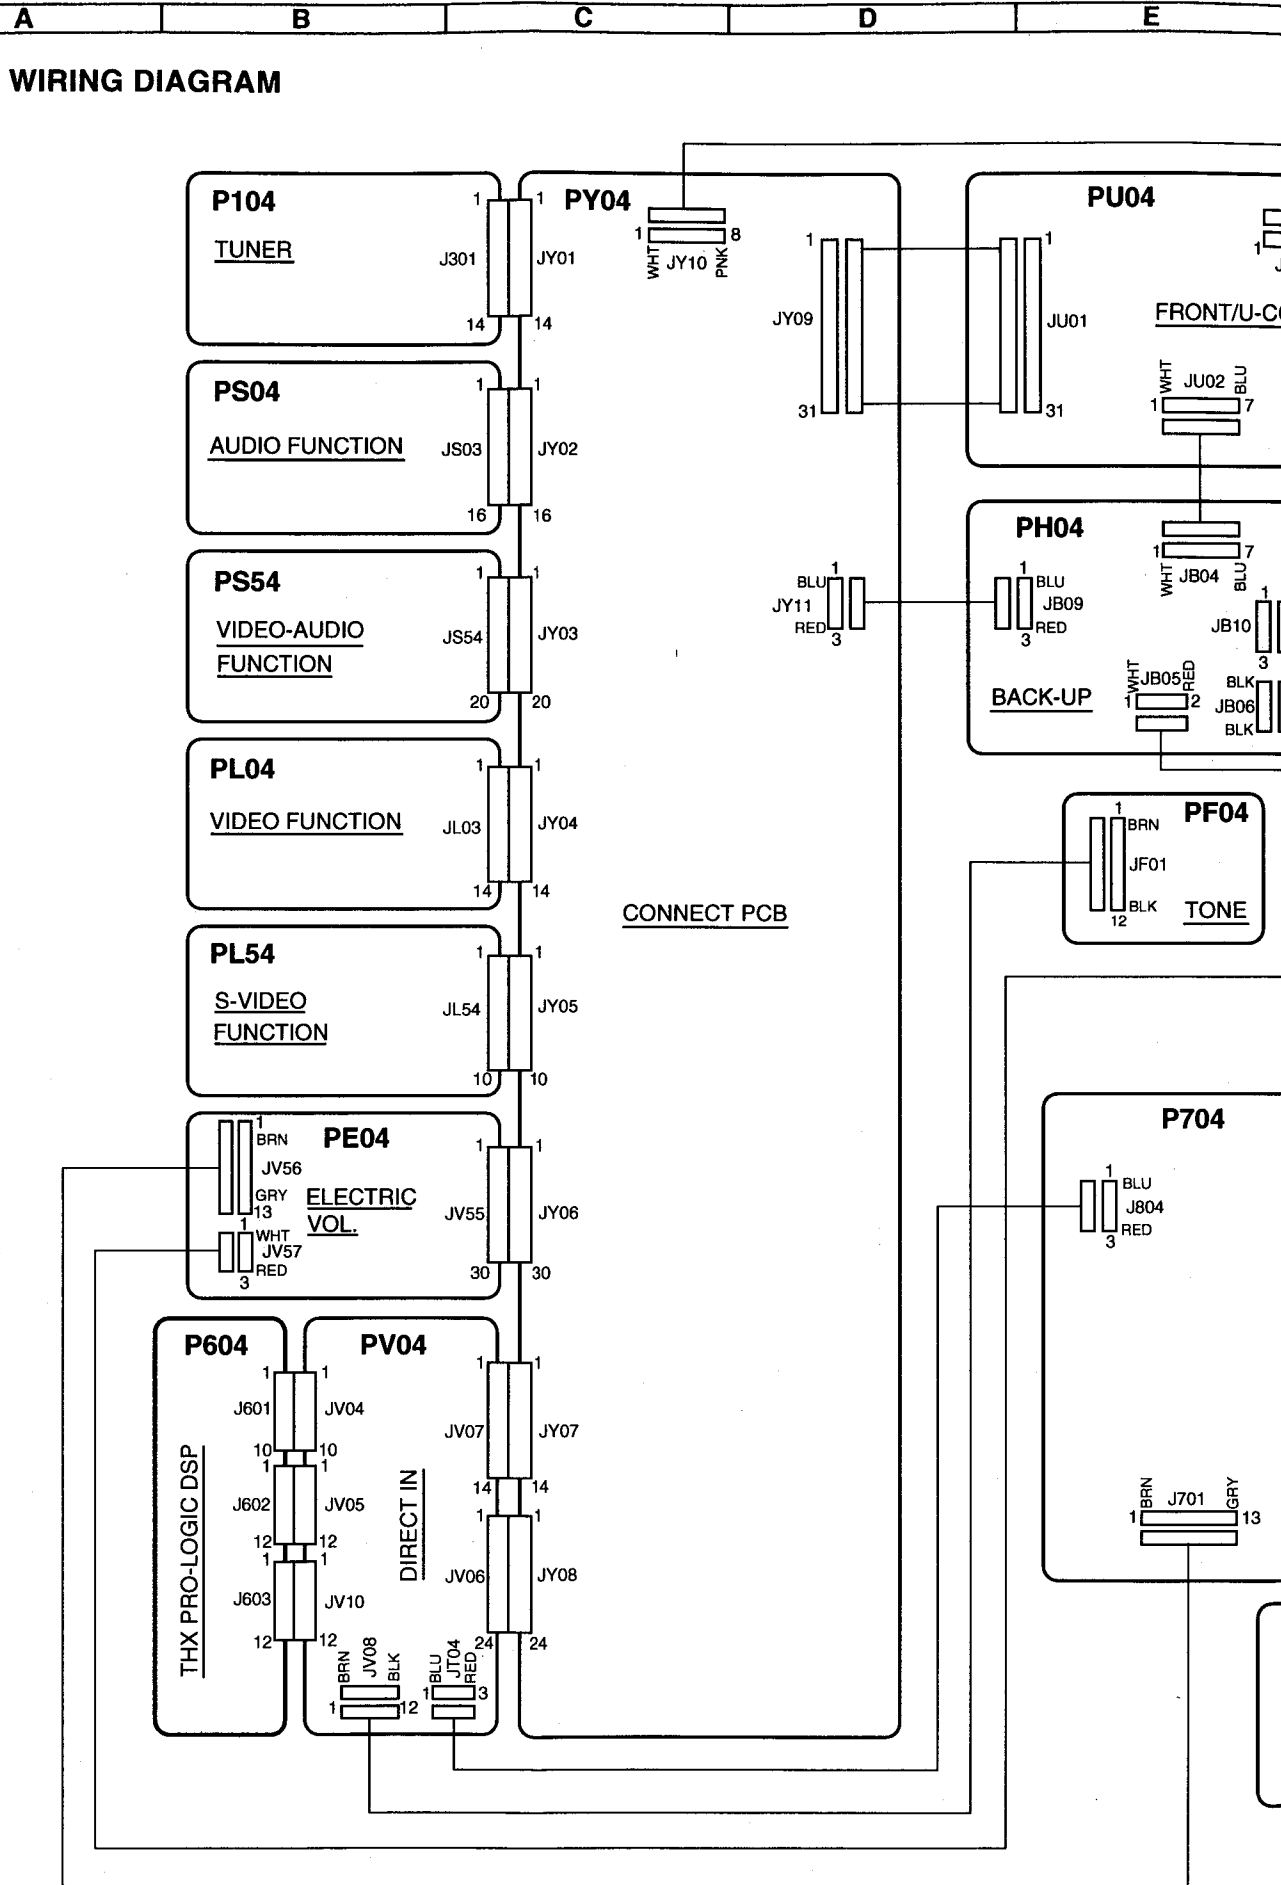 A B C D E
WIRING DIAGRAM
P104
TUNER
1
J301
14
1
JY01
14
PS04
AUDIO FUNCTION
1
JS03
16
1
JY02
16
PS54
VIDEO-AUDIO
FUNCTION
1
JS54
20
1
JY03
20
PL04
VIDEO FUNCTION
1
JL03
14
1
JY04
14
PL54
S-VIDEO
FUNCTION
1
JL54
10
1
JY05
10
PE04
ELECTRIC
VOL.
1
BRN
JV56
GRY
13
1
WHT
JV57
RED
3
1
JV55
30
1
JY06
30
P604
THX PRO-LOGIC DSP
1
J601
10
1
J602
12
1
J603
12
PV04
DIRECT IN
1
JV04
10
1
JV05
12
1
JV10
12
1
JV07
14
1
JY07
14
1
JV06
24
1
JY08
24
BRN JV08 BLK
1 12
BLU JT04 RED
1 3
PY04
1 8
WHT JY10 PNK
CONNECT PCB
1
JY09
31
1
BLU
JY11
RED
3
PU04
1
JU01
31
1
FRONT/U-C
WHT JU02 BLU
1 7
PH04
1 7
WHT JB04 BLU
1
BLU
JB09
RED
3
BACK-UP
WHT JB05 RED
1 2
1
JB10
3
BLK
JB06
BLK
PF04
1
BRN
JF01
BLK
12
TONE
P704
1
BLU
J804
RED
3
BRN J701 GRY
1 13